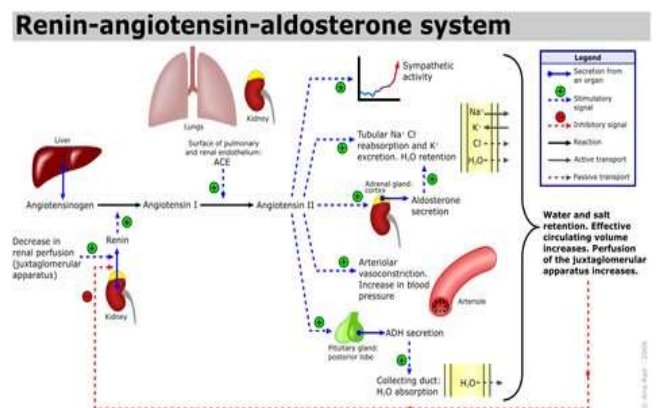 Renin-angiotensin-aldosterone system
Liver
Lungs
Kidney
Surface of pulmonary
and renal endothelium:
ACE
Angiotensinogen
Angiotensin I
Angiotensin II
Decrease in
renal perfusion
(juxtaglomerular
apparatus)
Renin
Kidney
Sympathetic
activity
Tubular Na⁺ Cl⁻
reabsorption and K⁺
excretion. H₂O retention
Adrenal gland:
cortex
Aldosterone
secretion
Arteriolar
vasoconstriction.
Increase in blood
pressure
Arteriole
Pituitary gland:
posterior lobe
ADH secretion
Collecting duct:
H₂O absorption
H₂O
Na⁺
K⁺
Cl⁻
H₂O
Legend
Secretion from
an organ
Stimulatory
signal
Inhibitory signal
Reaction
Active transport
Passive transport
Water and salt
retention. Effective
circulating volume
increases. Perfusion
of the juxtaglomerular
apparatus increases.